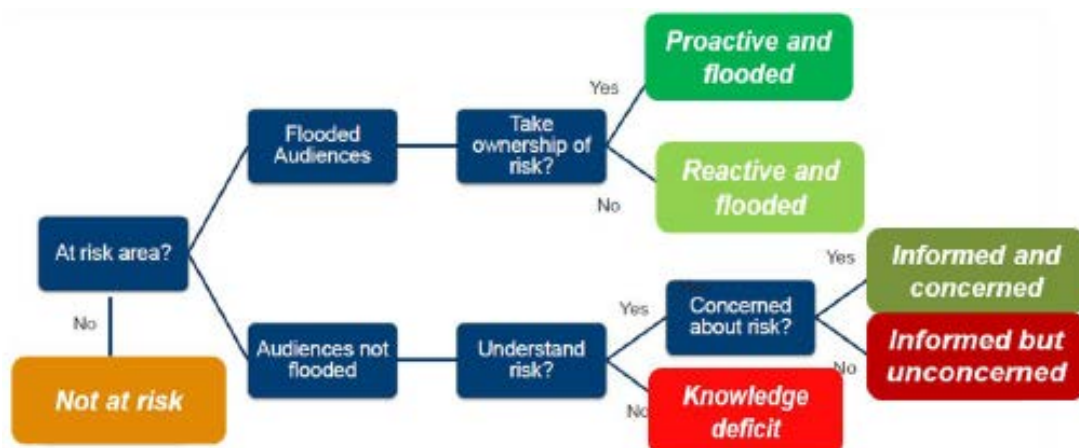 Proactive and
flooded
Yes
Flooded
Audiences
Take
ownership of
risk?
No
Reactive and
flooded
At risk area?
Yes
Informed and
concerned
No
Yes
Concerned
about risk?
Audiences not
flooded
Understand
risk?
No
Informed but
unconcerned
Not at risk
No
Knowledge
deficit